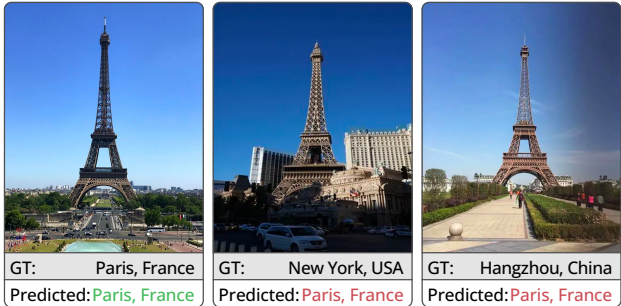 GT: Paris, France
Predicted: Paris, France
GT: New York, USA
Predicted: Paris, France
GT: Hangzhou, China
Predicted: Paris, France